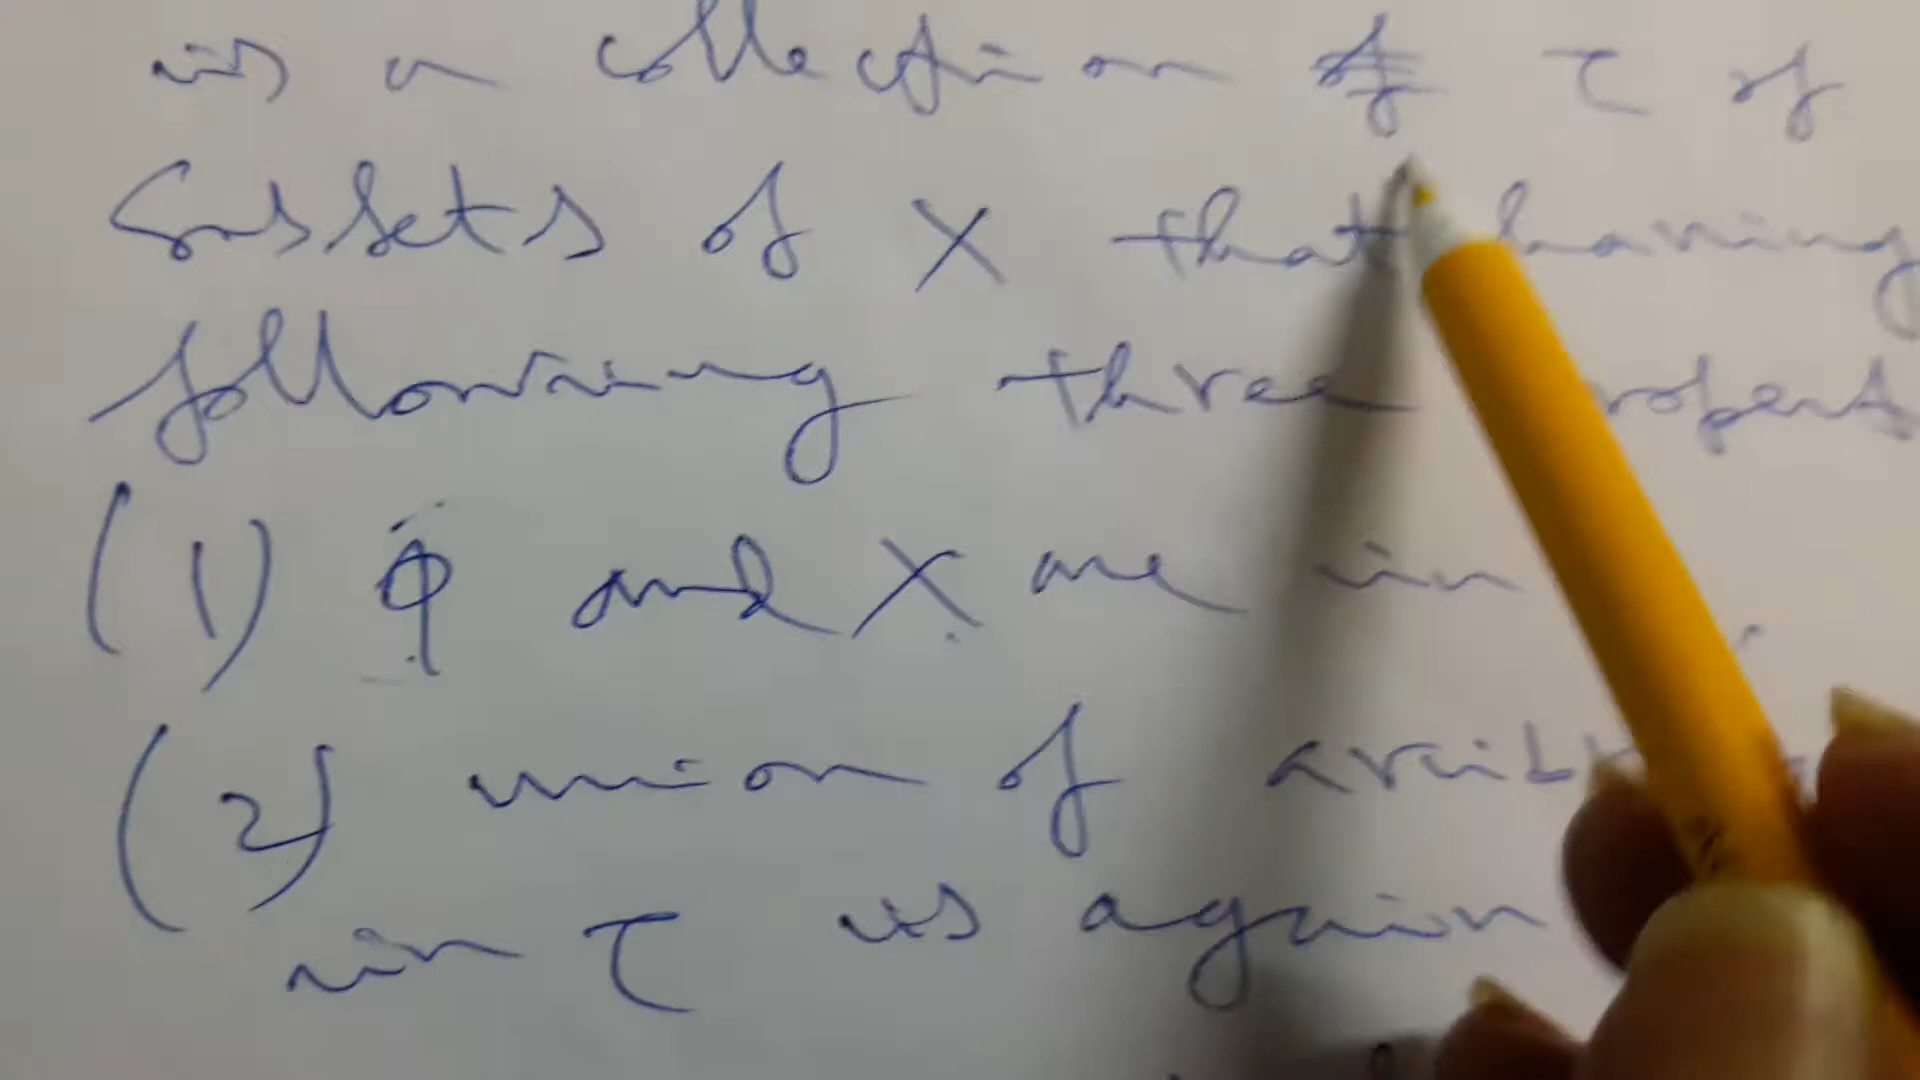 is a collection of τ of
Subsets of X that having
following three
(1) φ and X are in
(2) union of
in τ is again